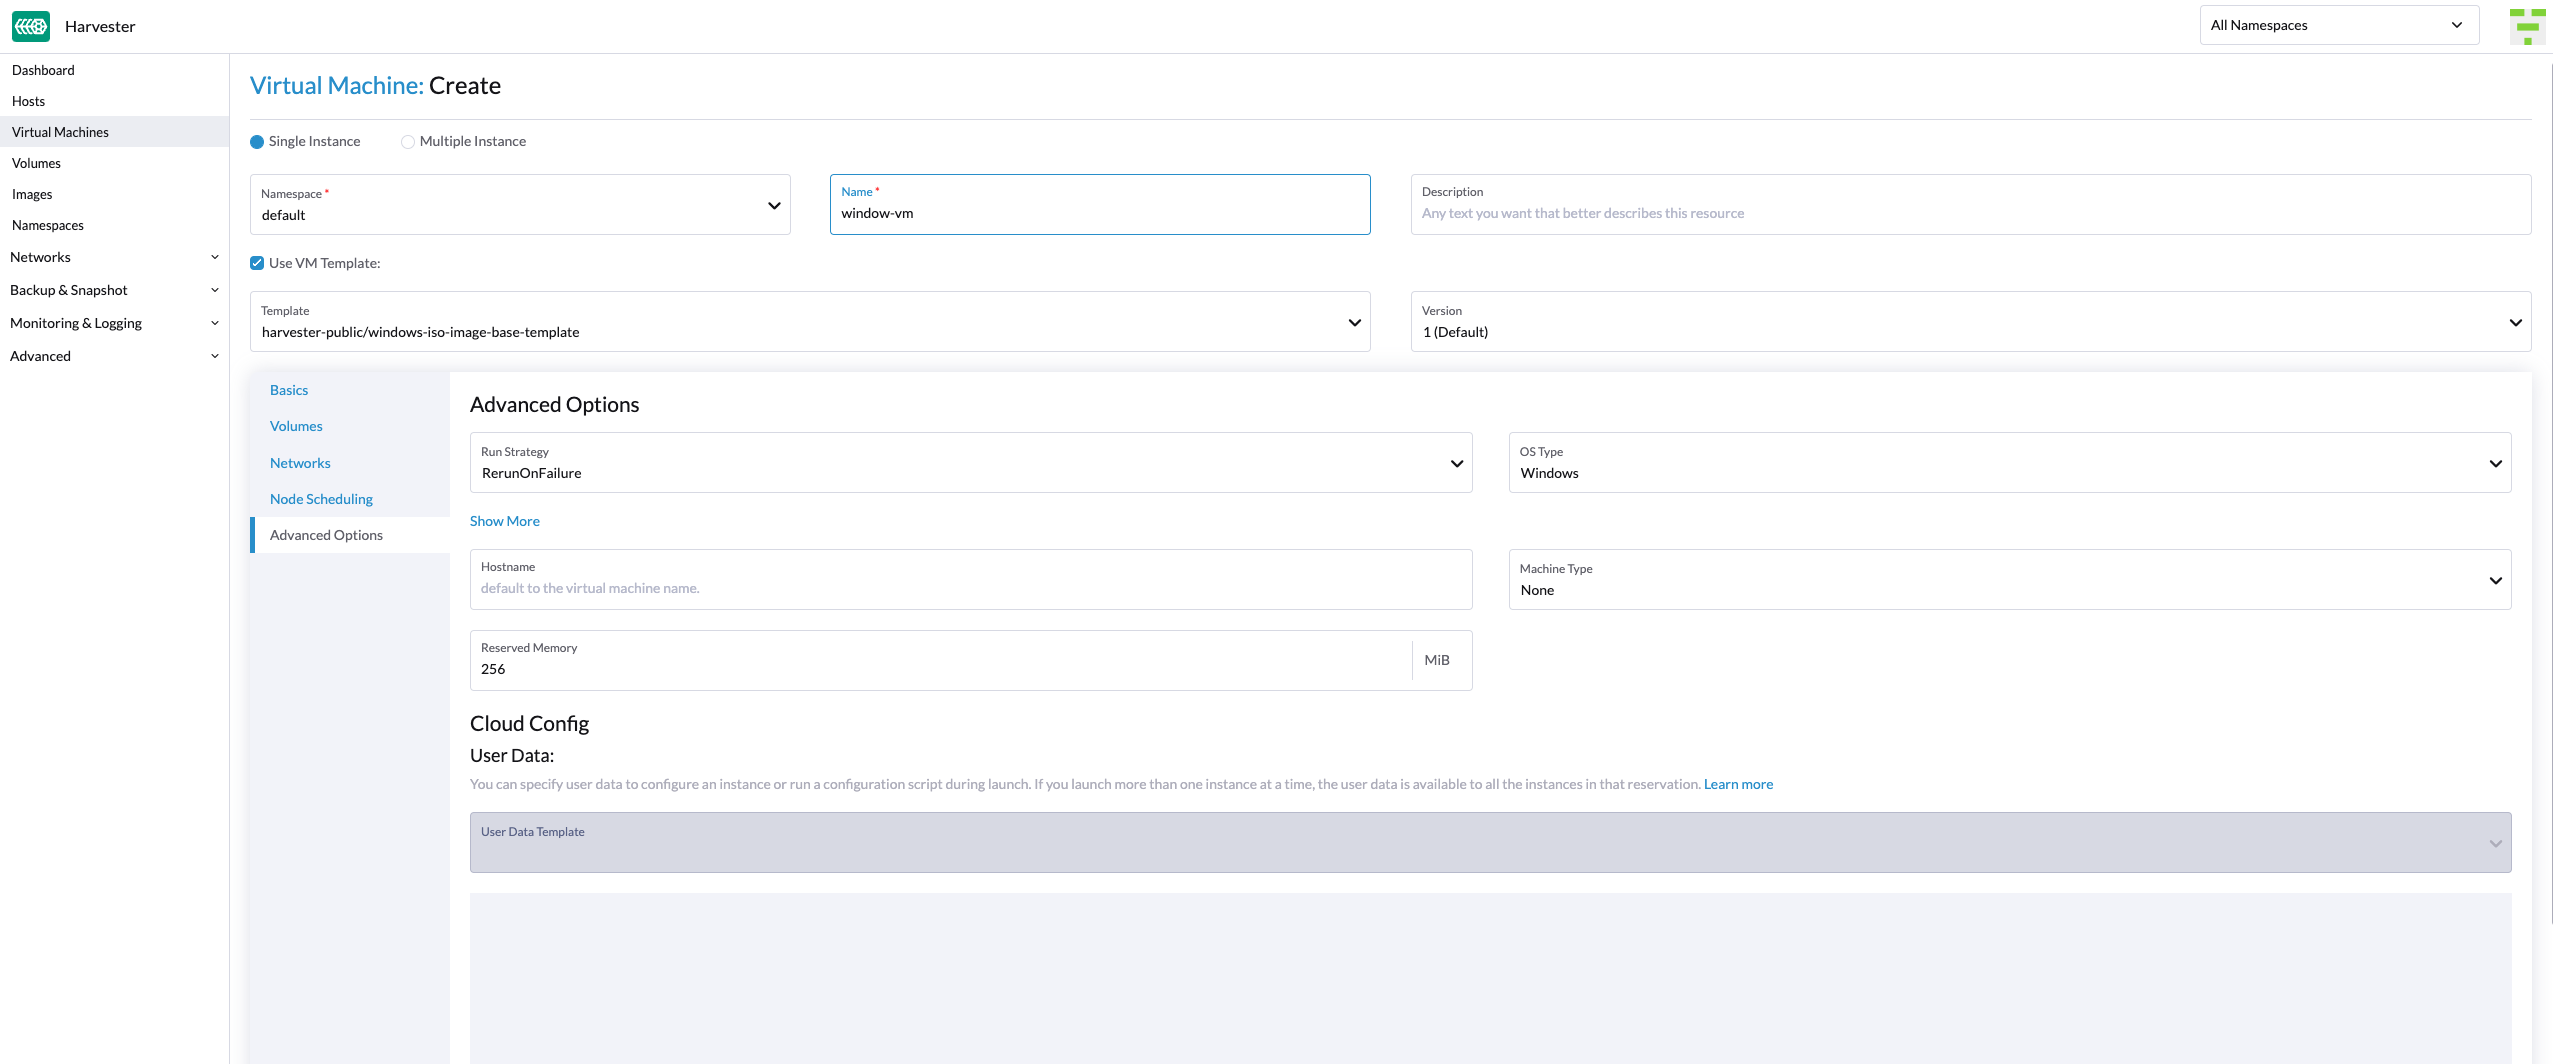 Harvester
All Namespaces
Dashboard
Hosts
Virtual Machines
Volumes
Images
Namespaces
Networks
Backup & Snapshot
Monitoring & Logging
Advanced
Virtual Machine: Create
Single Instance
Multiple Instance
Namespace *
default
Name *
window-vm
Description
Any text you want that better describes this resource
Use VM Template:
Template
harvester-public/windows-iso-image-base-template
Version
1 (Default)
Basics
Volumes
Networks
Node Scheduling
Advanced Options
Advanced Options
Run Strategy
RerunOnFailure
OS Type
Windows
Show More
Hostname
default to the virtual machine name.
Machine Type
None
Reserved Memory
256
MiB
Cloud Config
User Data:
You can specify user data to configure an instance or run a configuration script during launch. If you launch more than one instance at a time, the user data is available to all the instances in that reservation. Learn more
User Data Template